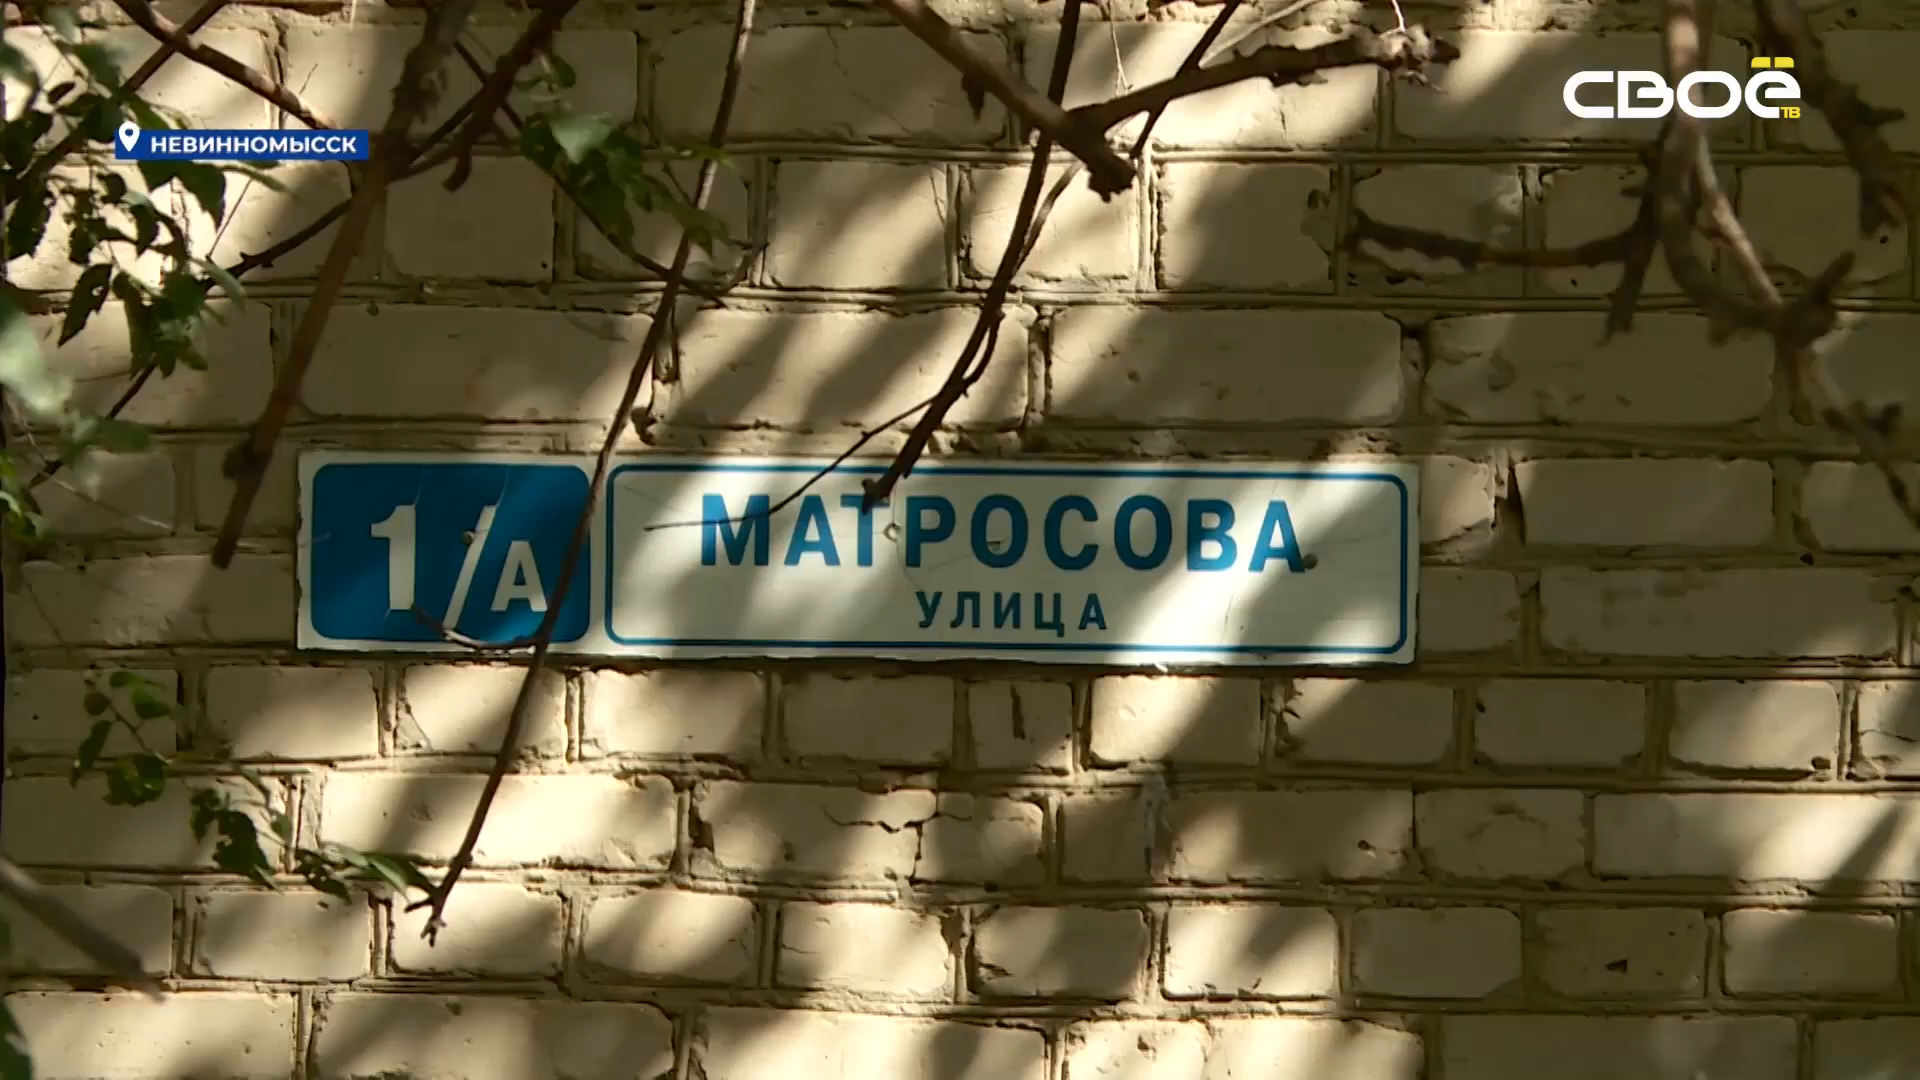 СВОЁ
ТВ
НЕВИННОМЫССК
1/А
МАТРОСОВА
УЛИЦА